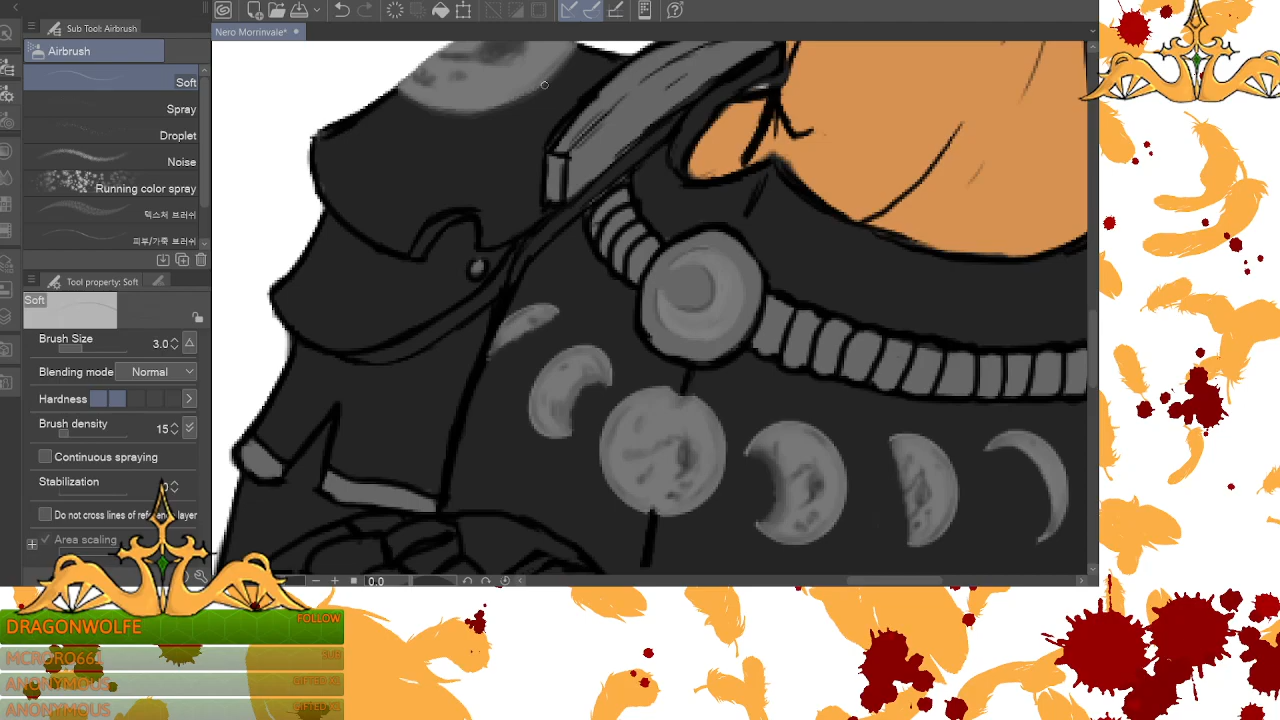 Sub Tool: Airbrush
Nero Morrinvale*
Airbrush
Soft
Spray
Droplet
Noise
Running color spray
텍스처 브러쉬
피부/가죽 브러쉬
Tool property: Soft
Soft
Brush Size 3.0
Blending mode Normal
Hardness
Brush density 15
Continuous spraying
Stabilization
Do not cross lines of reference layer
Area scaling
0.0
FOLLOW
DRAGONWOLFE
MCRORO661 SUB
ANONYMOUS
ANONYMOUS